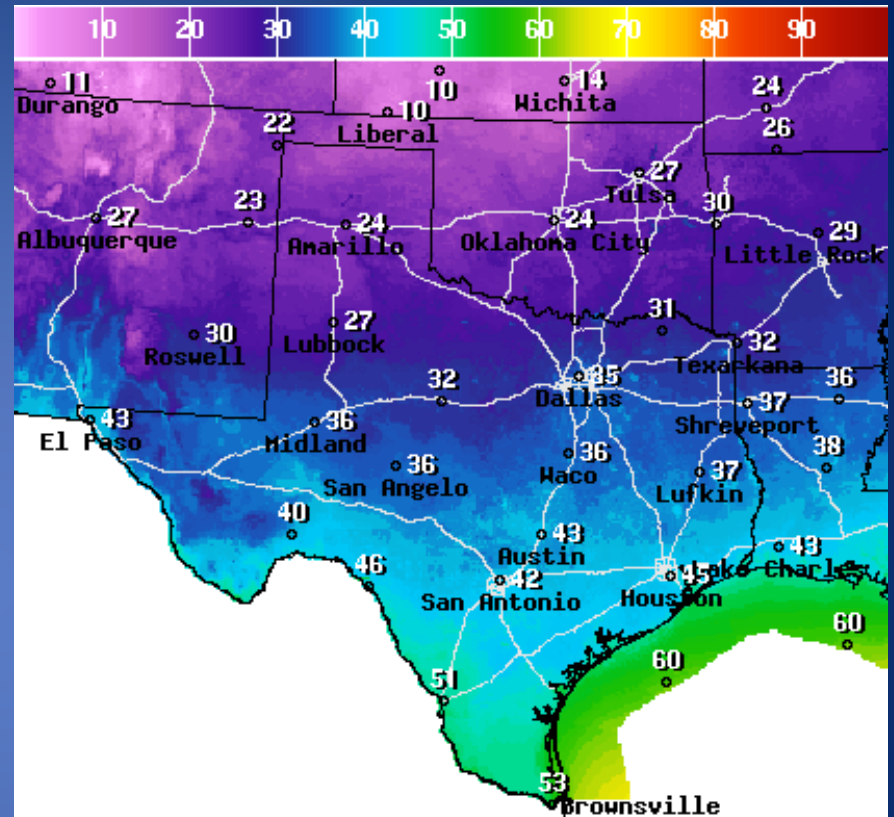 10 20 30 40 50 60 70 80 90
11 10 14
Durango Wichita 24
10
Liberal
22 26
27
Tulsa
23 30
27 24 24 29
Albuquerque Amarillo Oklahoma City Little Rock
27 31
30 Lubbock 32
Roswell Texarkana
35
32 Dallas 37 36
43 36 Shreveport
El Paso Midland
36 36 37 38
San Angelo Waco Lufkin
40 43 43
Austin
46 42 45 Lake Charles
San Antonio Houston
60
60
51
53
Brownsville